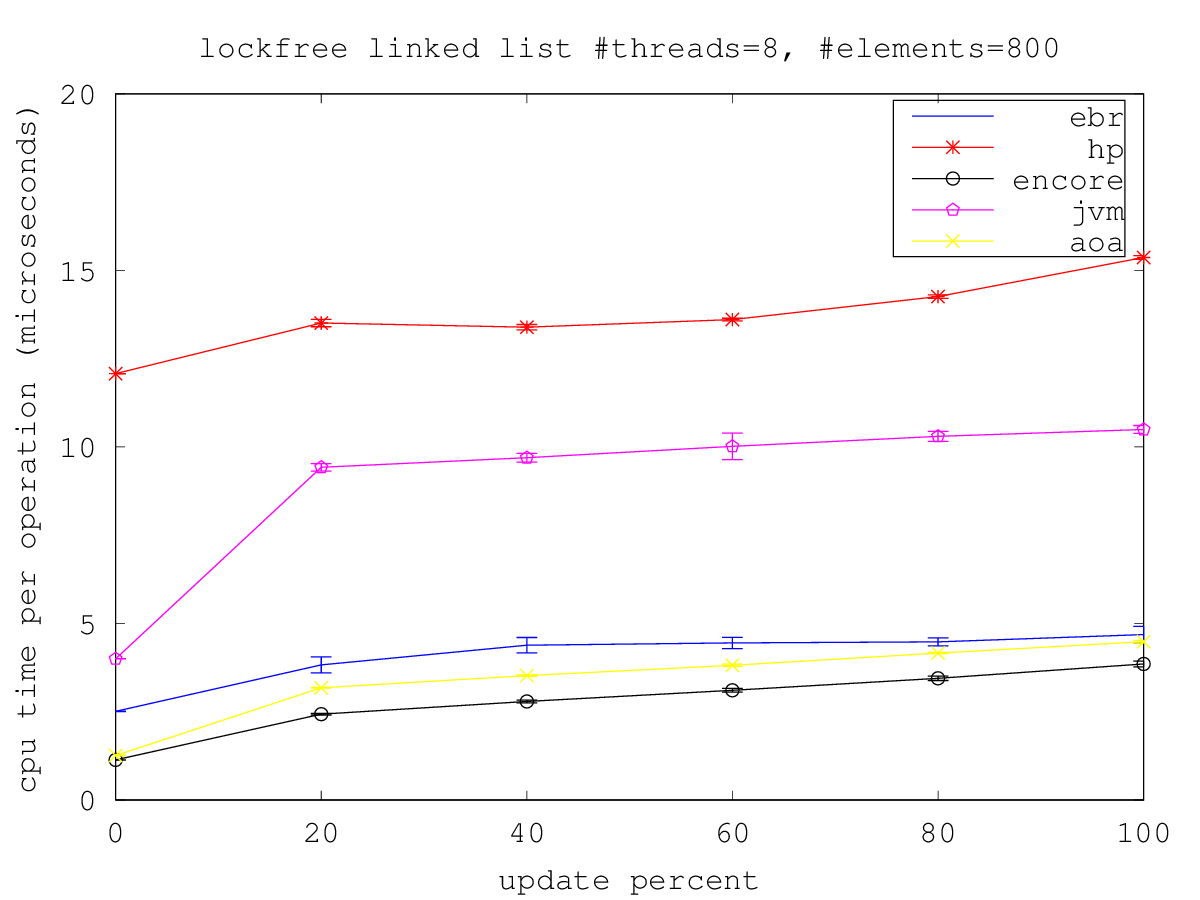 lockfree linked list #threads=8, #elements=800
cpu time per operation (microseconds)
20
15
10
5
0
ebr
hp
encore
jvm
aoa
0 20 40 60 80 100
update percent